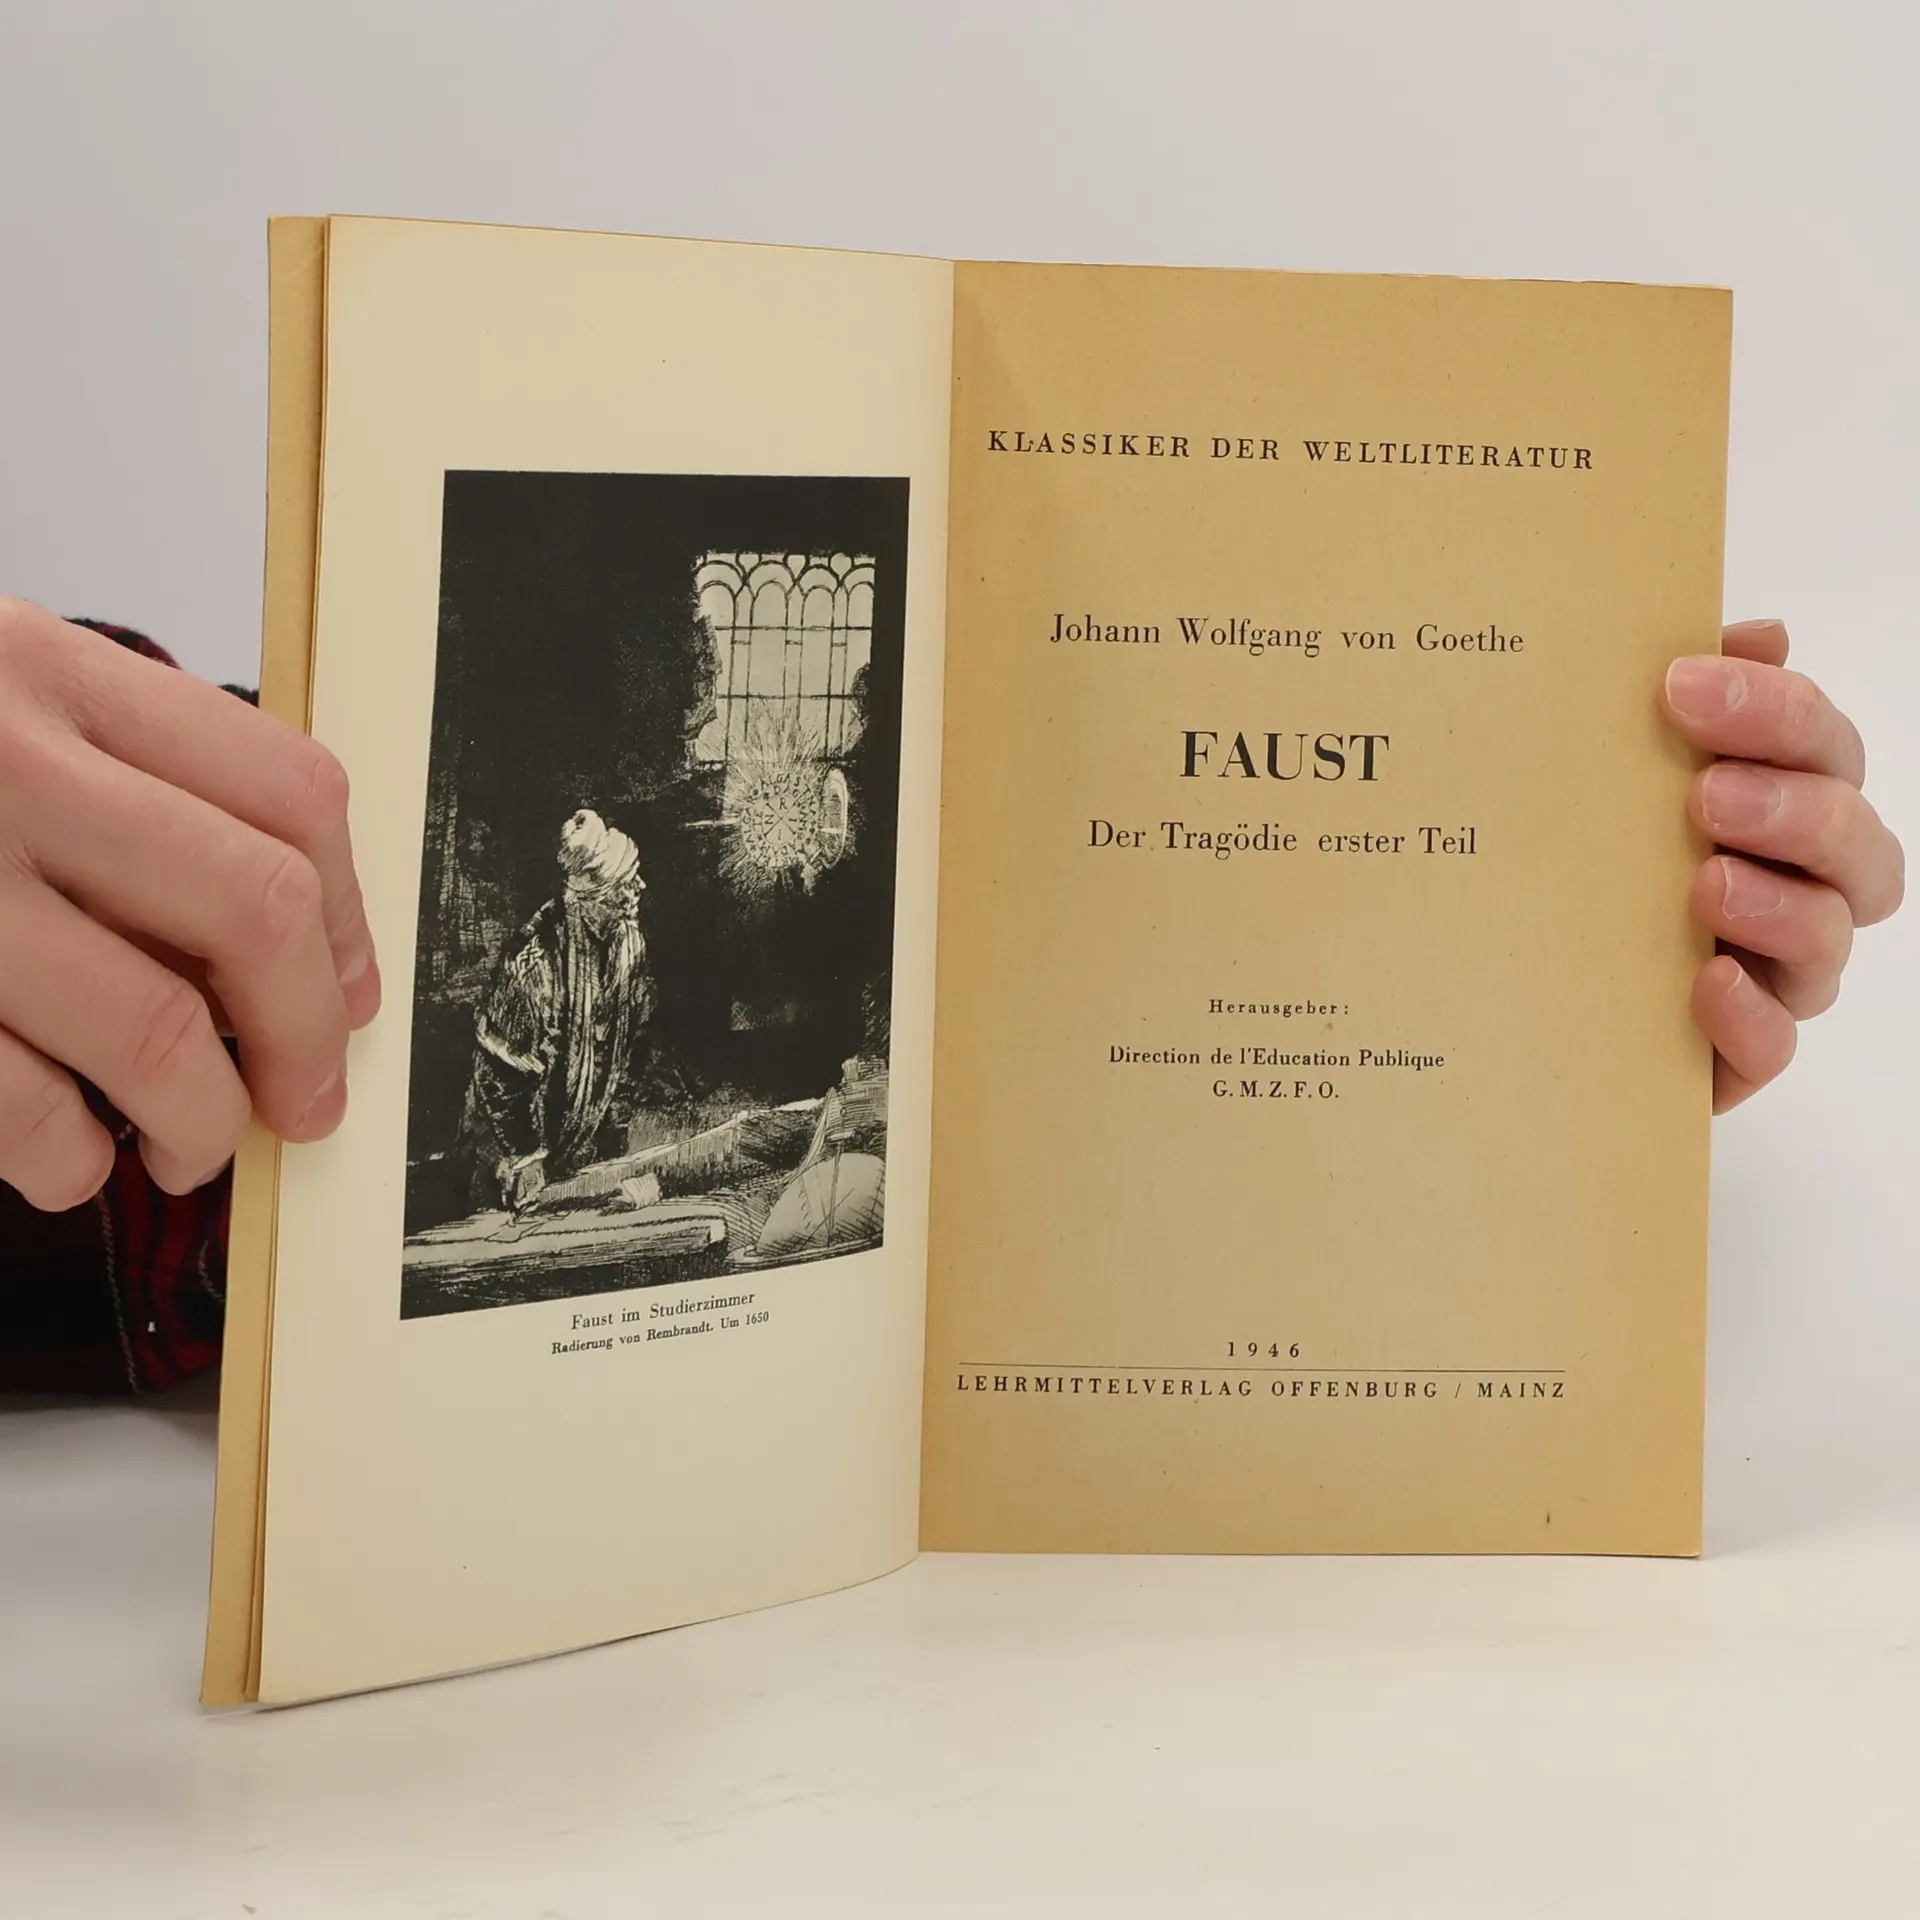 Faust im Studierzimmer
Radierung von Rembrandt. Um 1650
KLASSIKER DER WELTLITERATUR
Johann Wolfgang von Goethe
FAUST
Der Tragödie erster Teil
Herausgeber:
Direction de l'Education Publique
G. M. Z. F. O.
1946
LEHRMITTELVERLAG OFFENBURG / MAINZ